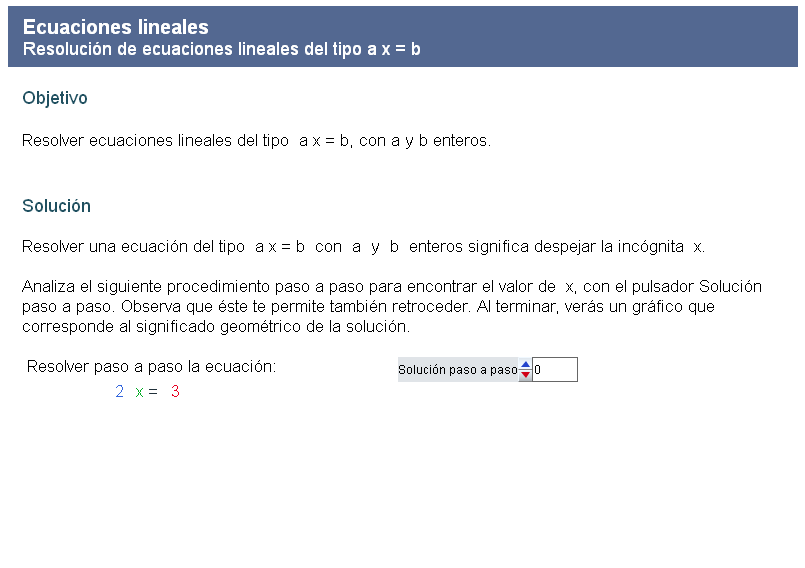 Ecuaciones lineales
Resolución de ecuaciones lineales del tipo a x = b
Objetivo
Resolver ecuaciones lineales del tipo a x = b, con a y b enteros.
Solución
Resolver una ecuación del tipo a x = b con a y b enteros significa despejar la incógnita x.
Analiza el siguiente procedimiento paso a paso para encontrar el valor de x, con el pulsador Solución
paso a paso. Observa que éste te permite también retroceder. Al terminar, verás un gráfico que
corresponde al significado geométrico de la solución.
Resolver paso a paso la ecuación:
Solución paso a paso 0
2 x = 3